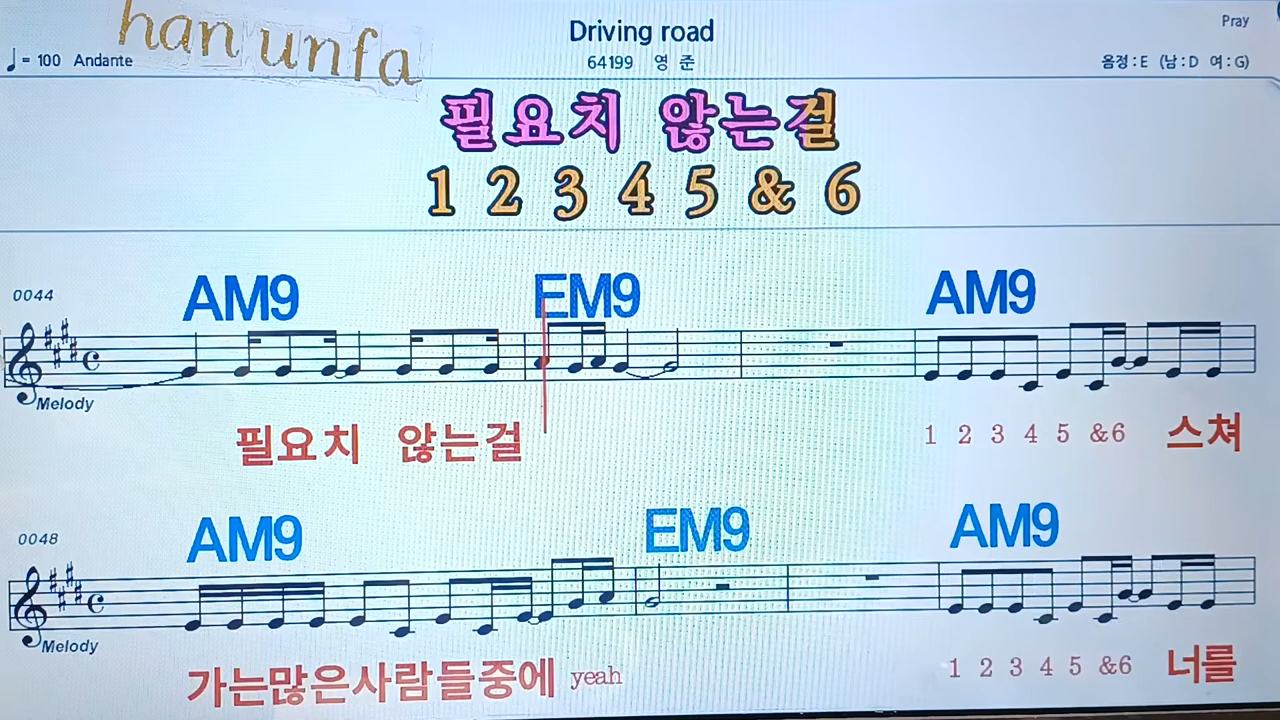 han unfa
Driving road
Pray
♩= 100 Andante
64199 영 준
음정:E (남:D 여:G)
필요치 않는걸
1 2 3 4 5 & 6
0044
AM9 EM9 AM9
Melody
필요치 않는걸 1 2 3 4 5 &6 스쳐
0048
AM9 EM9 AM9
Melody
가는많은사람들중에 yeah 1 2 3 4 5 &6 너를